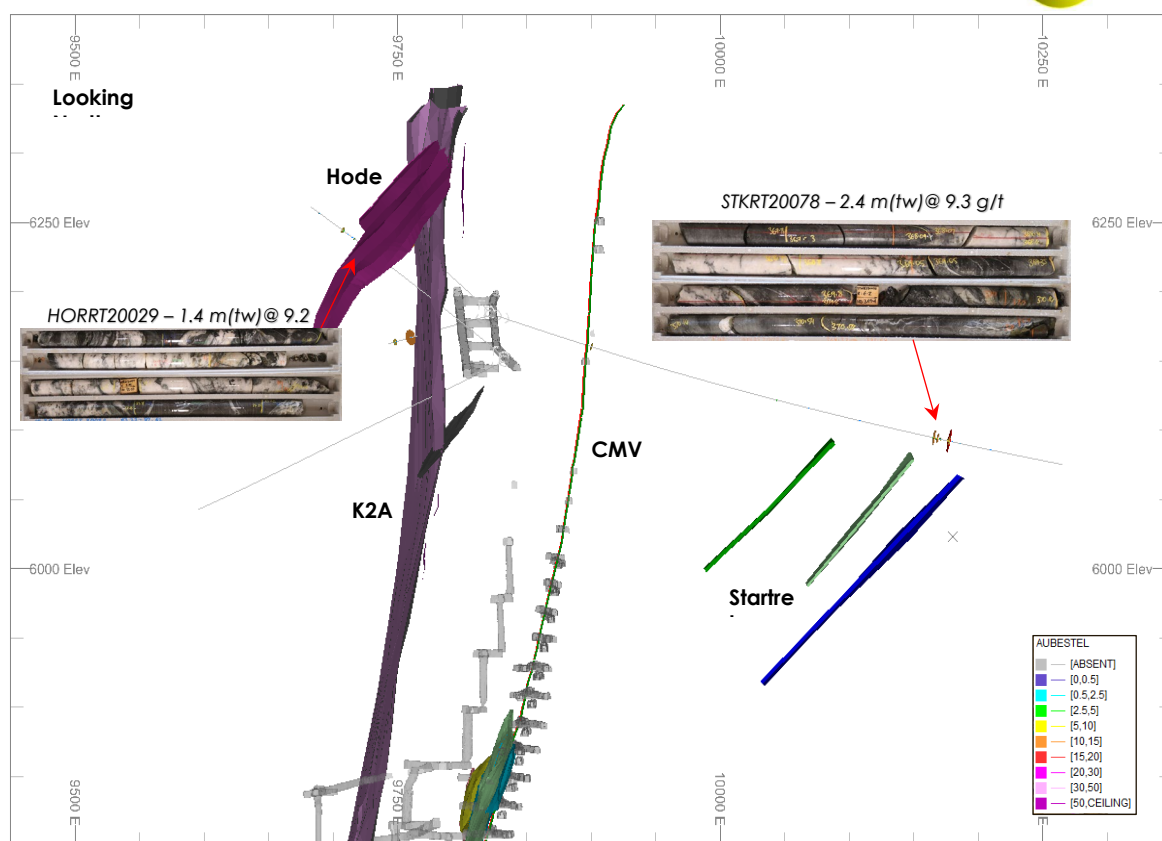 9500 E
9750 E
10000 E
10250 E
Looking
Hode
STKRT20078 – 2.4 m(tw)@ 9.3 g/t
6250 Elev
6250 Elev
HORRT20029 – 1.4 m(tw)@ 9.2
CMV
K2A
6000 Elev
6000 Elev
Startre
AUBESTEL
[ABSENT]
[0,0.5]
[0.5,2.5]
[2.5,5]
[5,10]
[10,15]
[15,20]
[20,30]
[30,50]
[50,CEILING]
9500 E
9750 E
10000 E